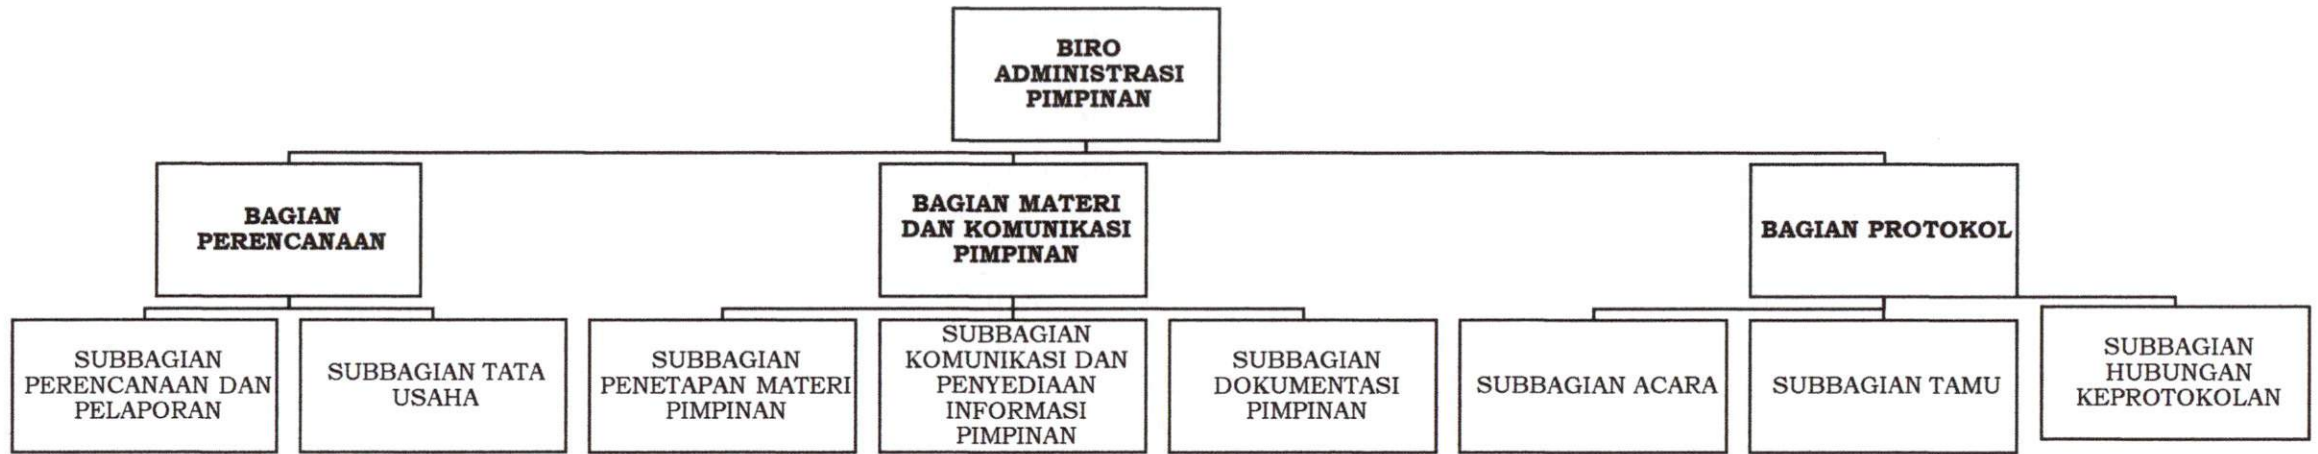 BIRO
ADMINISTRASI
PIMPINAN
BAGIAN
PERENCANAAN
BAGIAN MATERI
DAN KOMUNIKASI
PIMPINAN
BAGIAN PROTOKOL
SUBBAGIAN
PERENCANAAN DAN
PELAPORAN
SUBBAGIAN TATA
USAHA
SUBBAGIAN
PENETAPAN MATERI
PIMPINAN
SUBBAGIAN
KOMUNIKASI DAN
PENYEDIAAN
INFORMASI
PIMPINAN
SUBBAGIAN
DOKUMENTASI
PIMPINAN
SUBBAGIAN ACARA
SUBBAGIAN TAMU
SUBBAGIAN
HUBUNGAN
KEPROTOKOLAN